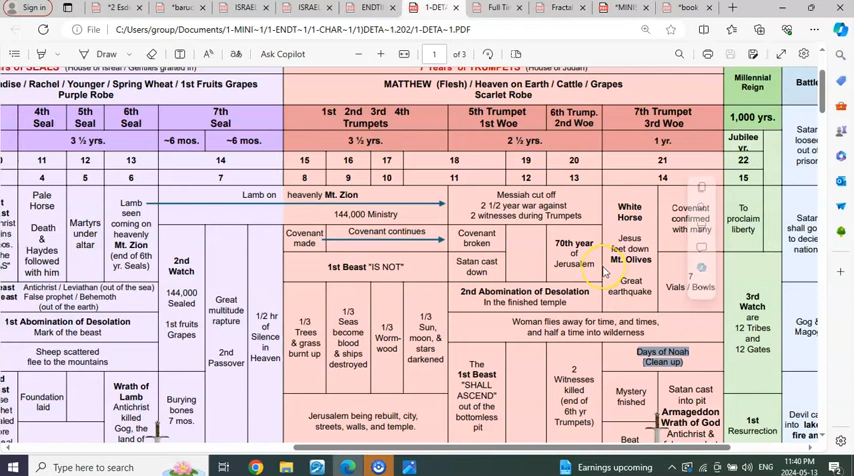 Sign in
*2 Esd
*baruc
ISRAEL
ISRAEL
ENDTI
1-DETA
Full Tin
Fractal
*MINIS
*book
C:/Users/group/Documents/1-MINI~1/1-ENDT~1/1-CHAR~1/1)DETA~1.202/1-DETA~1.PDF
File
Draw
Ask Copilot
1 of 3
(House of Israel / Gentiles grafted in)
7 Years of TRUMPETS (House of Judah)
Millennial
Reign
Battle
dise / Rachel / Younger / Spring Wheat / 1st Fruits Grapes
Purple Robe
MATTHEW (Flesh) / Heaven on Earth / Cattle / Grapes
Scarlet Robe
4th
Seal
5th
Seal
6th
Seal
7th
Seal
1st 2nd 3rd 4th
Trumpets
5th Trumpet
1st Woe
6th Trump.
2nd Woe
7th Trumpet
3rd Woe
1,000 yrs.
3 ½ yrs.
~6 mos.
~6 mos.
3 ½ yrs.
2 ½ yrs.
1 yr.
Jubilee
yr.
11 12 13 14 15 16 17 18 19 20 21 22
4 5 6 7 8 9 10 11 12 13 14 15
Pale
Horse
Death
&
Haydes
followed
with him
Martyrs
under
altar
Lamb
seen
coming on
heavenly
Mt. Zion
(end of 6th
yr. Seals)
Lamb on heavenly Mt. Zion
144,000 Ministry
2nd
Watch
144,000
Sealed
1st fruits
Grapes
Great
multitude
rapture
2nd
Passover
1/2 hr
of
Silence
in
Heaven
Covenant
made
Covenant continues
1st Beast "IS NOT"
Messiah cut off
2 1/2 year war against
2 witnesses during Trumpets
Covenant
broken
Satan cast
down
70th year
of
Jerusalem
White
Horse
Jesus
feet down
Mt. Olives
Great
earthquake
Covenant
confirmed
with many
7
Vials / Bowls
To
proclaim
liberty
Satan
loosed
out of
prison
Satan
shall go
to decie
nation
Antichrist / Leviathan (out of the sea)
False prophet / Behemoth
(out of the earth)
1st Abomination of Desolation
Mark of the beast
Sheep scattered
flee to the mountains
1/3
Trees
& grass
burnt up
1/3
Seas
become
blood
& ships
destroyed
1/3
Worm-
wood
1/3
Sun,
moon, &
stars
darkened
2nd Abomination of Desolation
In the finished temple
Woman flies away for time, and times,
and half a time into wilderness
Days of Noah
(Clean up)
3rd
Watch
are
12 Tribes
and
12 Gates
Gog &
Magog
Foundation
laid
Wrath of
Lamb
Antichrist
killed
Gog, the
land of
Burying
bones
7 mos.
Jerusalem being rebuilt, city,
streets, walls, and temple.
The
1st Beast
"SHALL
ASCEND"
out of the
bottomless
pit
2
Witnesses
killed
(end of
6th yr
Trumpets)
Mystery
fnished
Beat
Satan cast
into pit
Armageddon
Wrath of God
Antichrist &
1st
Resurrection
Devil ca
into lake
fire an
Type here to search
Earnings upcoming
11:40 PM
2024-05-13